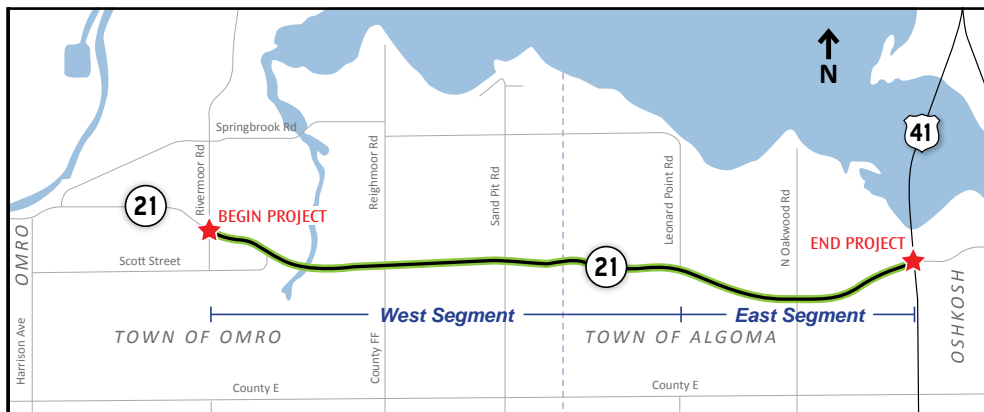 N
41
Springbrook Rd
Rivermoor Rd
Reighmoor Rd
Sand Pit Rd
Leonard Point Rd
N Oakwood Rd
21
BEGIN PROJECT
END PROJECT
OMRO
Scott Street
21
OSHKOSH
West Segment
East Segment
TOWN OF OMRO
TOWN OF ALGOMA
Harrison Ave
County FF
County E
County E